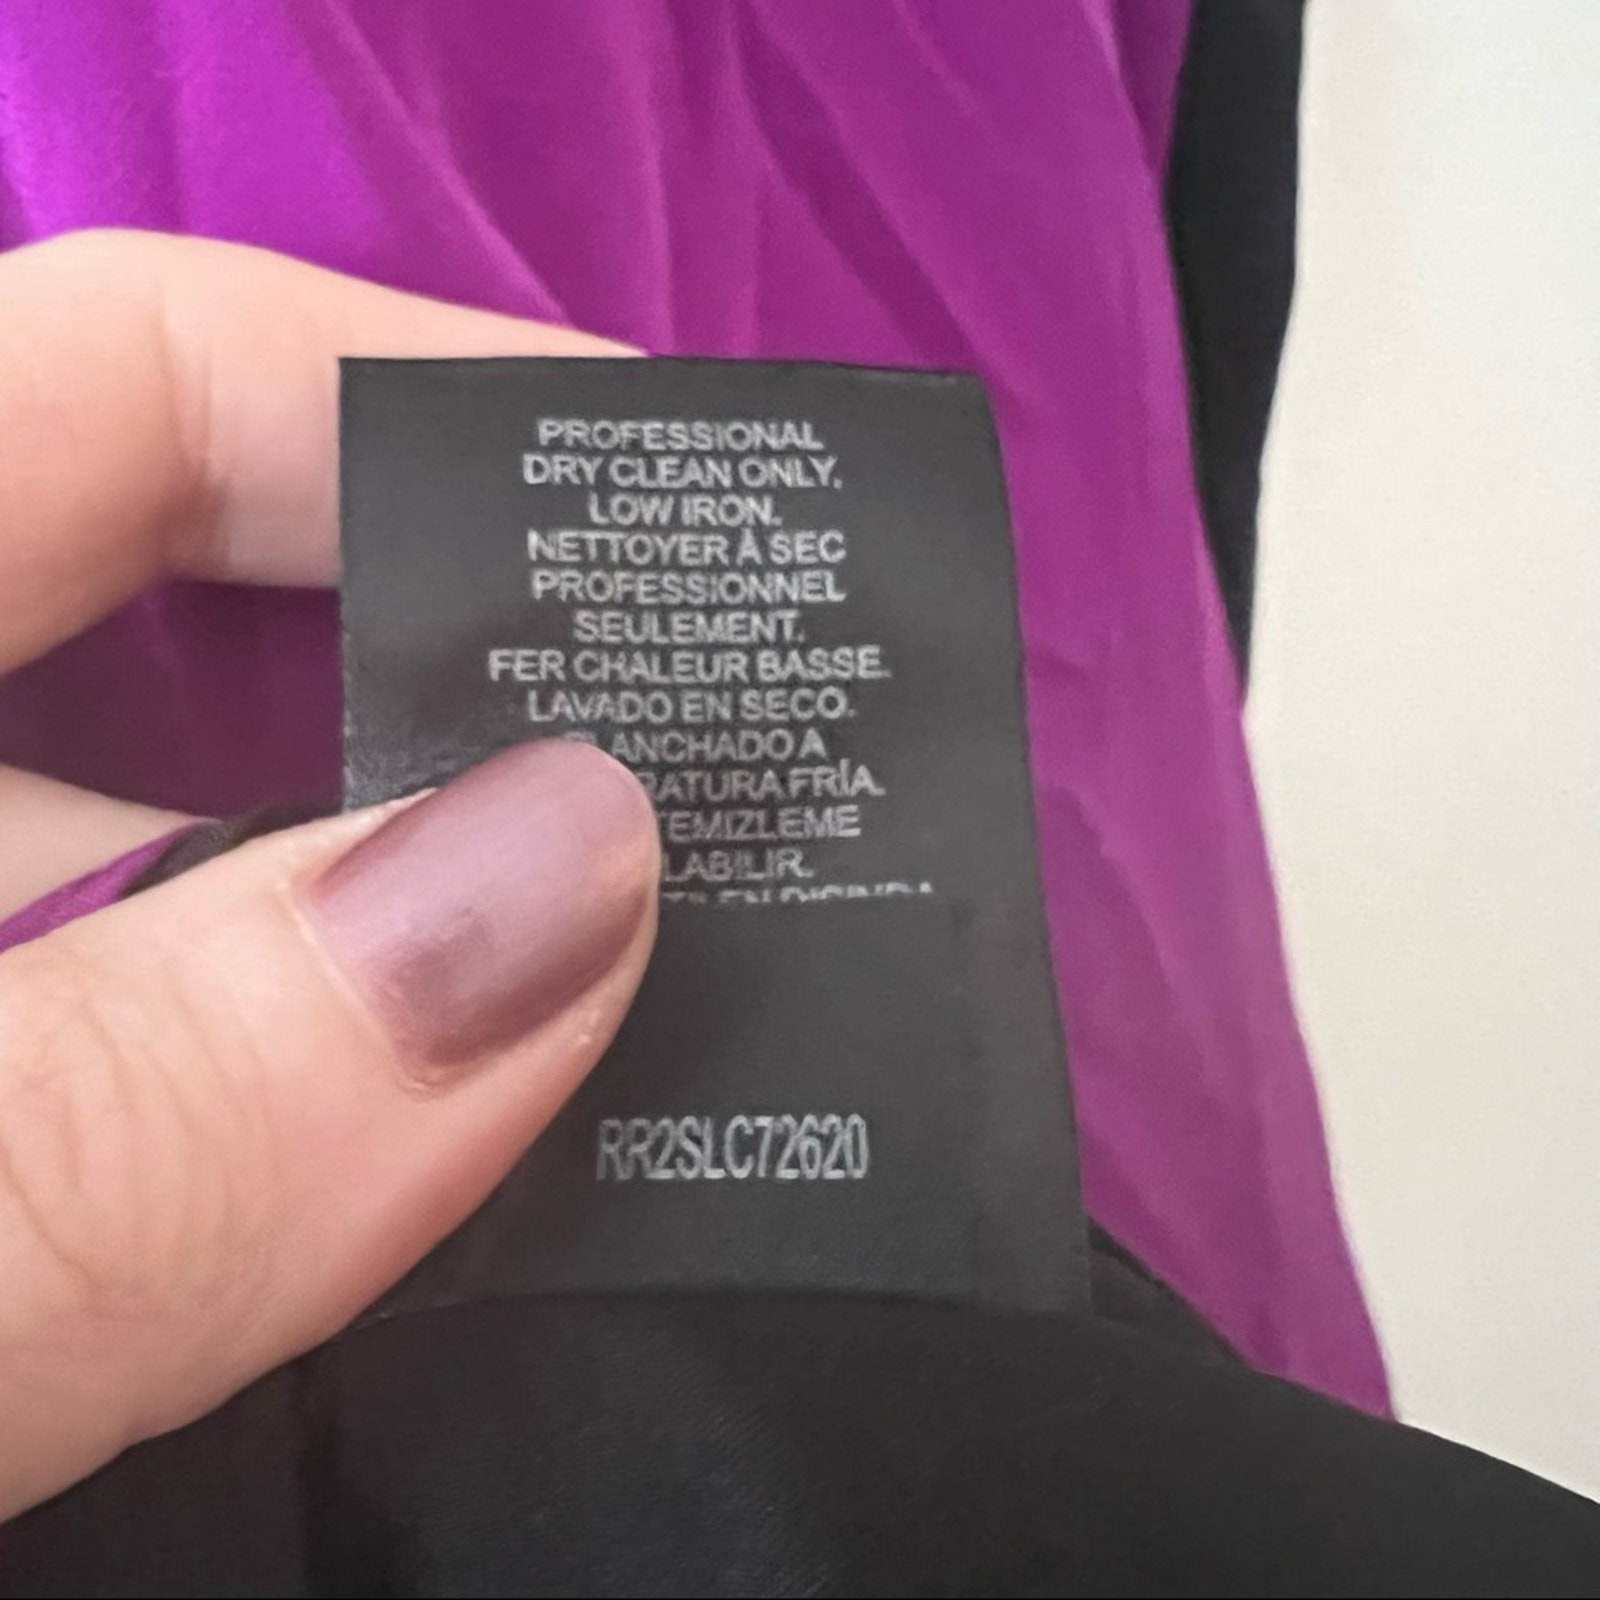 PROFESSIONAL
DRY CLEAN ONLY.
LOW IRON.
NETTOYER À SEC
PROFESSIONNEL
SEULEMENT.
FER CHALEUR BASSE.
LAVADO EN SECO.
LANCHADO A
RATURA FRÍA.
TEMIZLEME
LABILIR.
RR2SLC72620